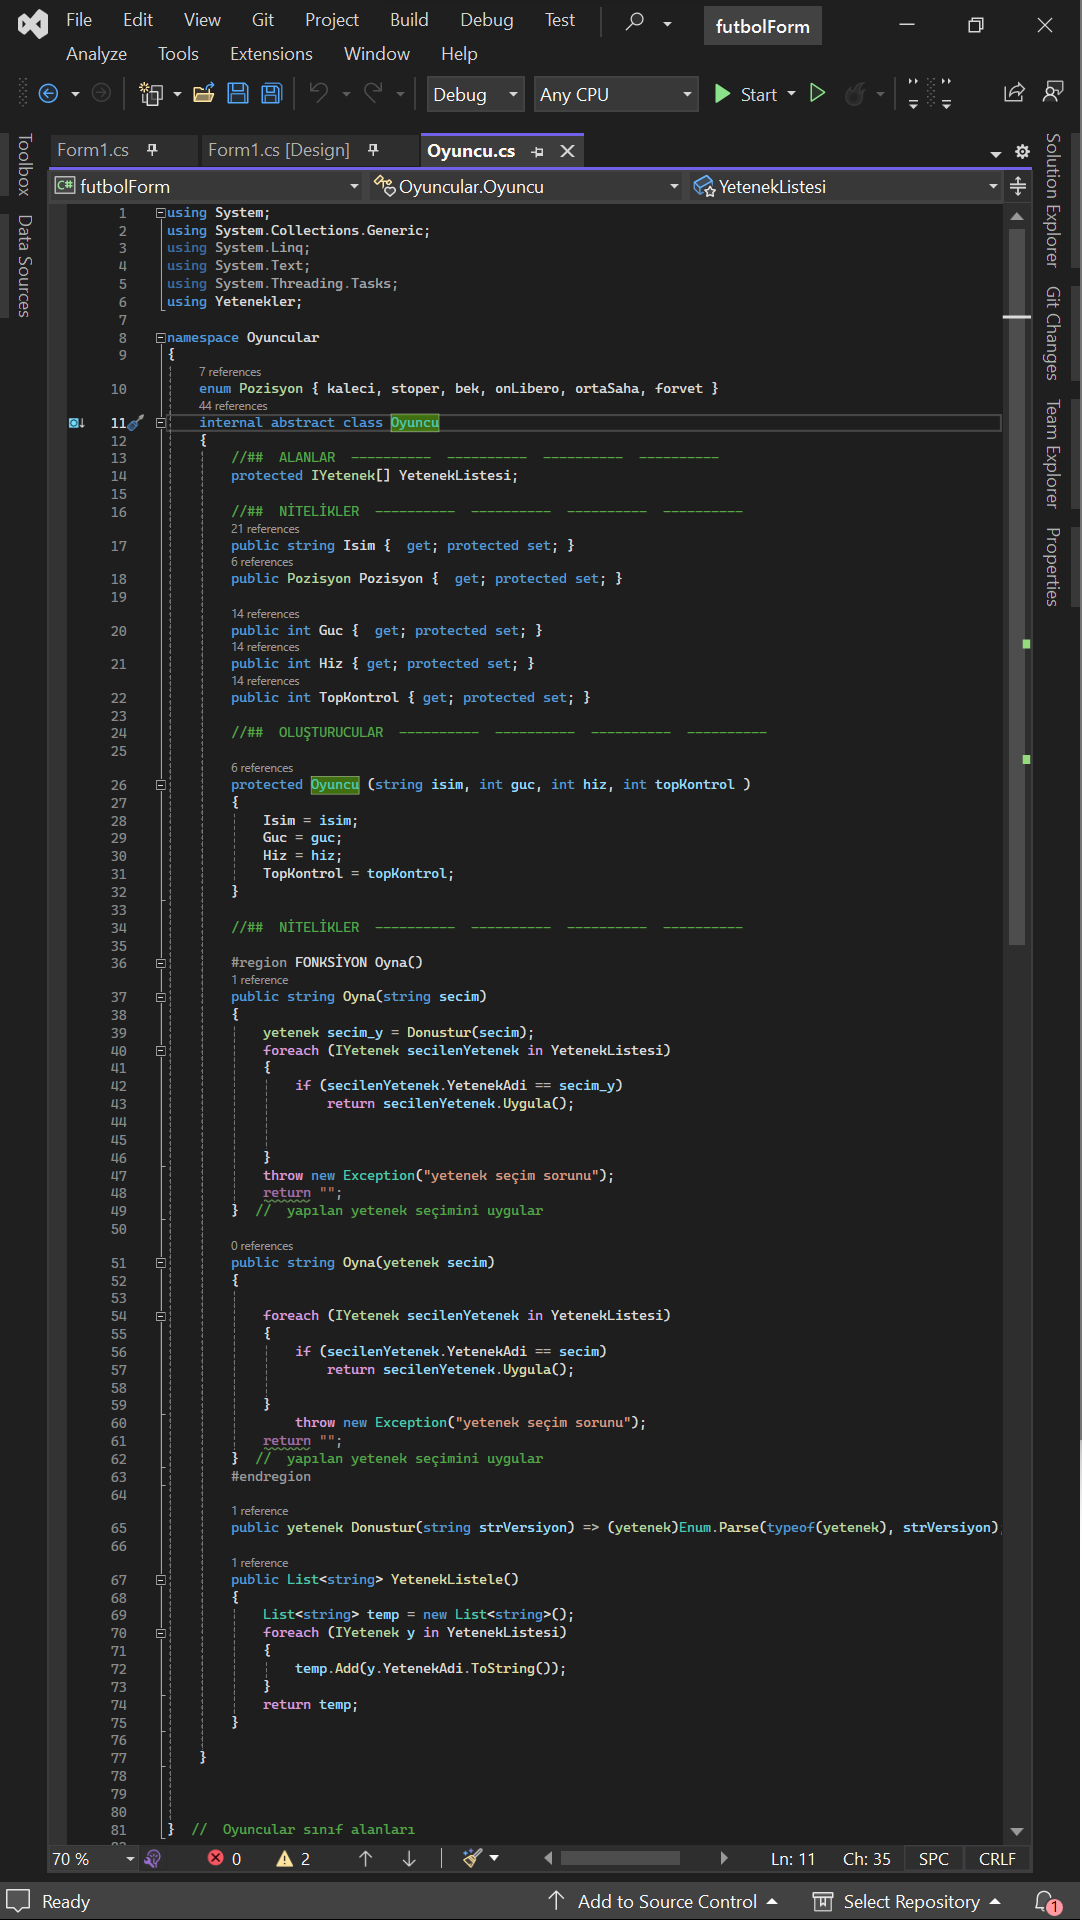 File Edit View Git Project Build Debug Test futbolForm
Analyze Tools Extensions Window Help
Debug Any CPU Start
Toolbox
Data Sources
Form1.cs Form1.cs [Design] Oyuncu.cs
C# futbolForm Oyuncular.Oyuncu YetenekListesi
1 using System;
2 using System.Collections.Generic;
3 using System.Linq;
4 using System.Text;
5 using System.Threading.Tasks;
6 using Yetenekler;
7
8 namespace Oyuncular
9 {
7 references
10 enum Pozisyon { kaleci, stoper, bek, onLibero, ortaSaha, forvet }
44 references
11 internal abstract class Oyuncu
12 {
13 //## ALANLAR ---------- ---------- ---------- ----------
14 protected IYetenek[] YetenekListesi;
15
16 //## NİTELİKLER ---------- ---------- ---------- ----------
21 references
17 public string Isim { get; protected set; }
6 references
18 public Pozisyon Pozisyon { get; protected set; }
19
14 references
20 public int Guc { get; protected set; }
14 references
21 public int Hiz { get; protected set; }
14 references
22 public int TopKontrol { get; protected set; }
23
24 //## OLUŞTURUCULAR ---------- ---------- ---------- ----------
25
6 references
26 protected Oyuncu (string isim, int guc, int hiz, int topKontrol )
27 {
28 Isim = isim;
29 Guc = guc;
30 Hiz = hiz;
31 TopKontrol = topKontrol;
32 }
33
34 //## NİTELİKLER ---------- ---------- ---------- ----------
35
36 #region FONKSİYON Oyna()
1 reference
37 public string Oyna(string secim)
38 {
39 yetenek secim_y = Donustur(secim);
40 foreach (IYetenek secilenYetenek in YetenekListesi)
41 {
42 if (secilenYetenek.YetenekAdi == secim_y)
43 return secilenYetenek.Uygula();
44
45
46 }
47 throw new Exception("yetenek seçim sorunu");
48 return "";
49 } // yapılan yetenek seçimini uygular
50
0 references
51 public string Oyna(yetenek secim)
52 {
53
54 foreach (IYetenek secilenYetenek in YetenekListesi)
55 {
56 if (secilenYetenek.YetenekAdi == secim)
57 return secilenYetenek.Uygula();
58
59 }
60 throw new Exception("yetenek seçim sorunu");
61 return "";
62 } // yapılan yetenek seçimini uygular
63 #endregion
64
1 reference
65 public yetenek Donustur(string strVersiyon) => (yetenek)Enum.Parse(typeof(yetenek), strVersiyon)
66
1 reference
67 public List<string> YetenekListele()
68 {
69 List<string> temp = new List<string>();
70 foreach (IYetenek y in YetenekListesi)
71 {
72 temp.Add(y.YetenekAdi.ToString());
73 }
74 return temp;
75 }
76
77 }
78
79
80
81 } // Oyuncular sınıf alanları
Solution Explorer
Git Changes
Team Explorer
Properties
70 % 0 2 Ln: 11 Ch: 35 SPC CRLF
Ready Add to Source Control Select Repository 1